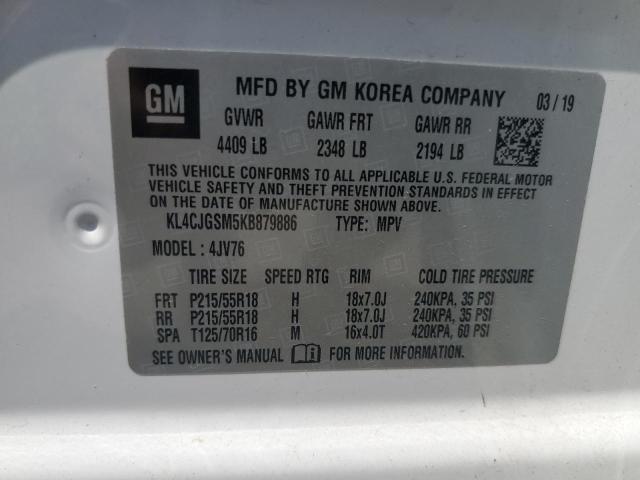 GM
MFD BY GM KOREA COMPANY 03 / 19
GVWR GAWR FRT GAWR RR
4409 LB 2348 LB 2194 LB
THIS VEHICLE CONFORMS TO ALL APPLICABLE U.S. FEDERAL MOTOR
VEHICLE SAFETY AND THEFT PREVENTION STANDARDS IN EFFECT
ON THE DATE OF MANUFACTURE SHOWN ABOVE.
KL4CJGSM5KB879886 TYPE: MPV
MODEL : 4JV76
TIRE SIZE SPEED RTG RIM COLD TIRE PRESSURE
FRT P215/55R18 H 18x7.0J 240KPA, 35 PSI
RR P215/55R18 H 18x7.0J 240KPA, 35 PSI
SPA T125/70R16 M 16x4.0T 420KPA, 60 PSI
SEE OWNER'S MANUAL FOR MORE INFORMATION.